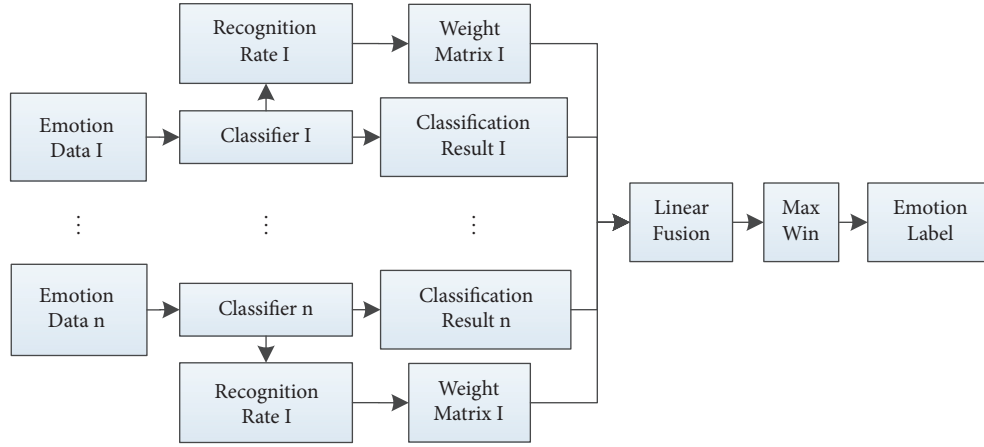 Recognition
Rate I
Weight
Matrix I
Emotion
Data I
Classifier I
Classification
Result I
Linear
Fusion
Max
Win
Emotion
Label
Emotion
Data n
Classifier n
Classification
Result n
Recognition
Rate I
Weight
Matrix I